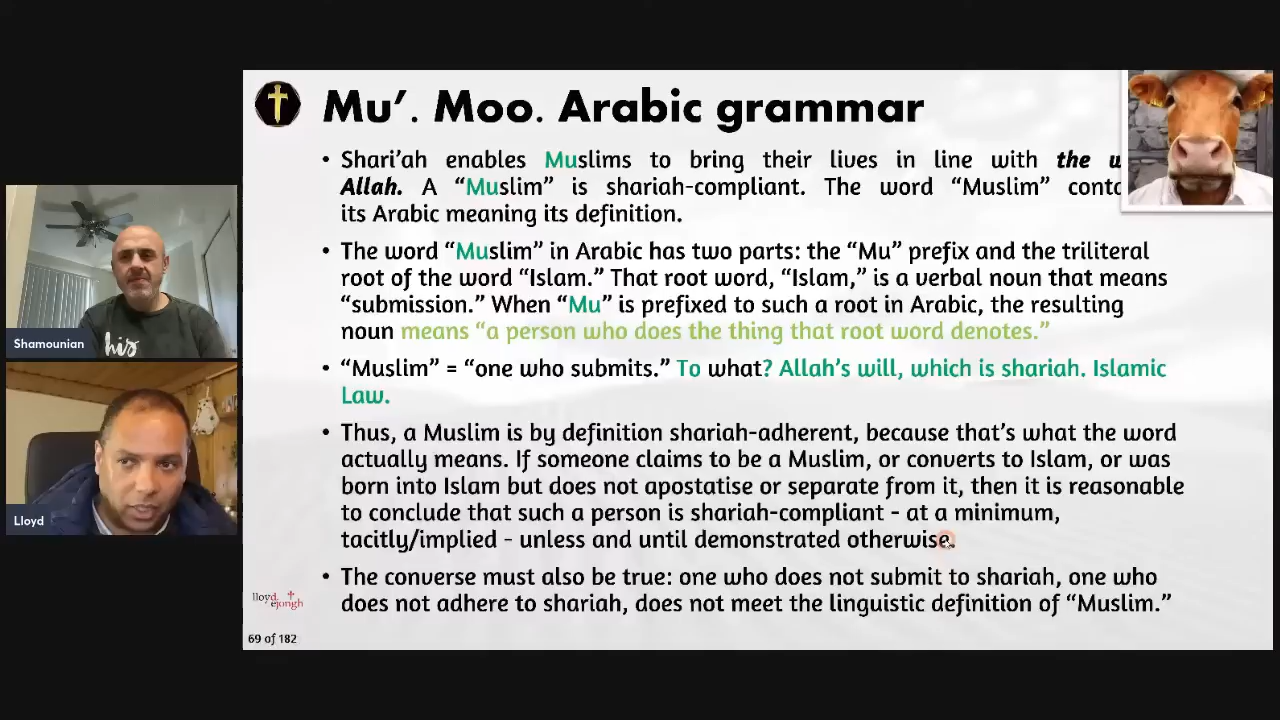 Mu’. Moo. Arabic grammar
• Shari’ah enables Muslims to bring their lives in line with the
Allah. A “Muslim” is shariah-compliant. The word “Muslim”
its Arabic meaning its definition.
• The word “Muslim” in Arabic has two parts: the “Mu” prefix and the triliteral
root of the word “Islam.” That root word, “Islam,” is a verbal noun that means
“submission.” When “Mu” is prefixed to such a root in Arabic, the resulting
noun means “a person who does the thing that root word denotes.”
• “Muslim” = “one who submits.” To what? Allah’s will, which is shariah. Islamic
Law.
• Thus, a Muslim is by definition shariah-adherent, because that’s what the word
actually means. If someone claims to be a Muslim, or converts to Islam, or was
born into Islam but does not apostatise or separate from it, then it is reasonable
to conclude that such a person is shariah-compliant - at a minimum,
tacitly/implied - unless and until demonstrated otherwise.
• The converse must also be true: one who does not submit to shariah, one who
does not adhere to shariah, does not meet the linguistic definition of “Muslim.”
lloyd
69 of 182
his
Shamounian
Lloyd